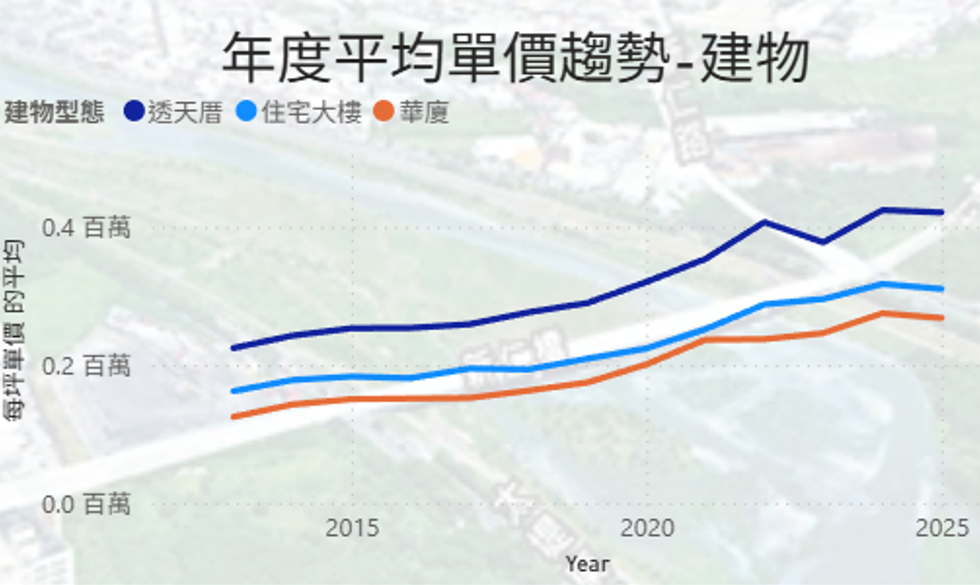 年度平均單價趨勢-建物
建物型態 透天厝 住宅大樓 華廈
每坪單價 的平均
0.4 百萬
0.2 百萬
0.0 百萬
2015 2020 2025
Year